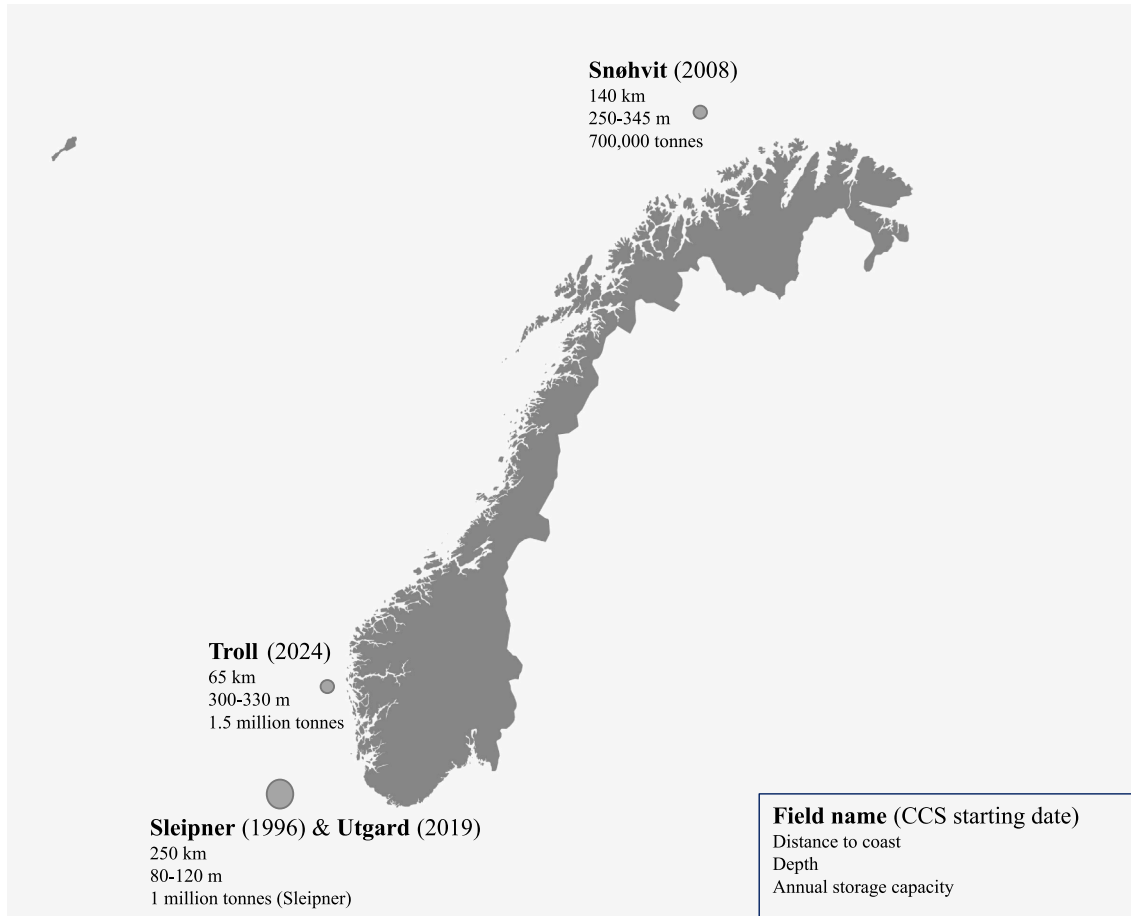 Snøhvit (2008)
140 km
250-345 m
700,000 tonnes
Troll (2024)
65 km
300-330 m
1.5 million tonnes
Sleipner (1996) & Utgard (2019)
250 km
80-120 m
1 million tonnes (Sleipner)
Field name (CCS starting date)
Distance to coast
Depth
Annual storage capacity